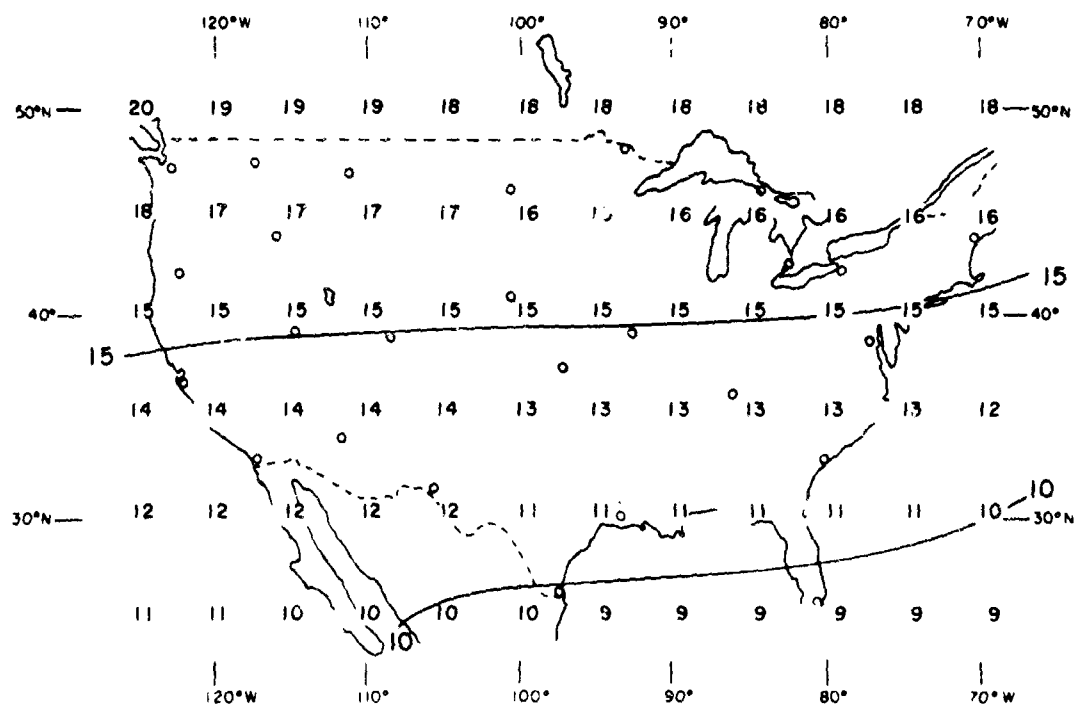 120°W 110° 100° 90° 80° 70°W
50°N 20 19 19 19 18 18 18 18 18 18 18 18 50°N
18 17 17 17 17 16 16 16 16 16 16
15
40° 15 15 15 15 15 15 15 15 15 15 15 15 40°
15
14 14 14 14 14 13 13 13 13 13 13 12
10
30°N 12 12 12 12 12 11 11 11 11 11 11 10 30°N
11 11 10 10 10 10 9 9 9 9 9 9
10
120°W 110° 100° 90° 80° 70°W